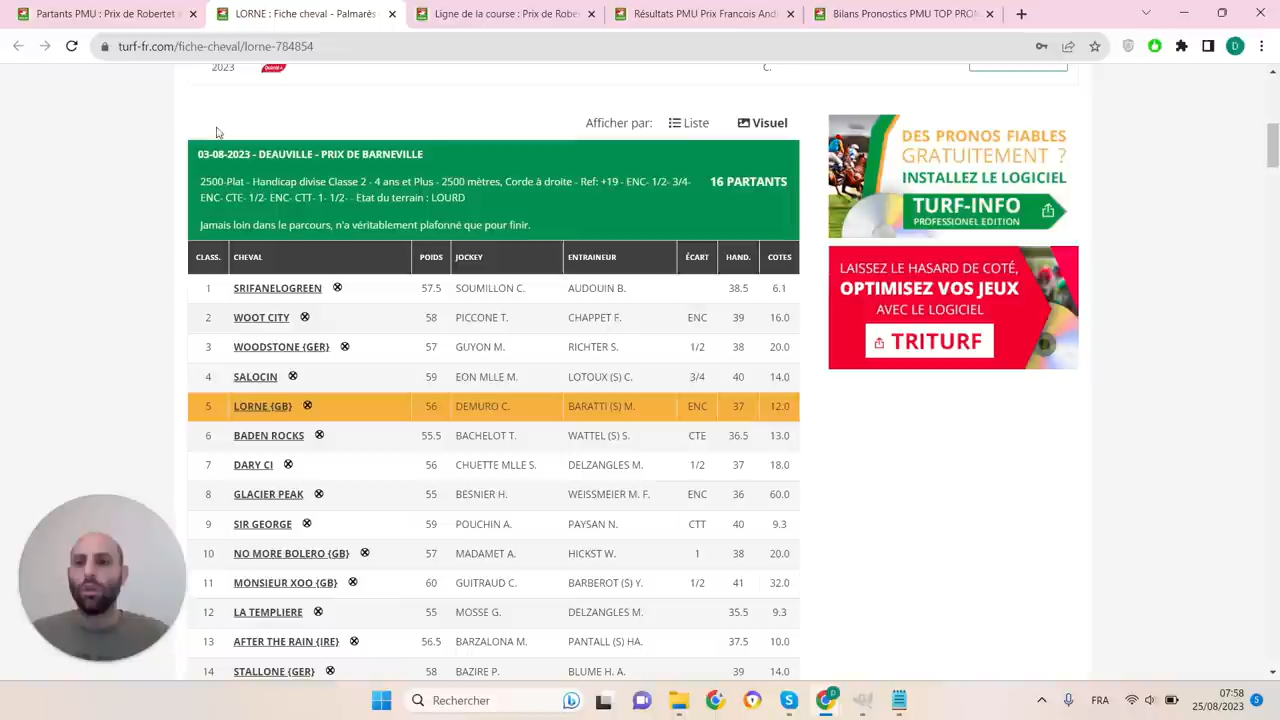 PMU : Prix de Robertet
LORNE : Fiche cheval - Palmarès
Ligne de la course : Prix de Rober
Résultats PMU Prix Francois Andr
Bilans Pronostics PMU TOP PRON
turf-fr.com/fiche-cheval/lorne-784854
D
2023
C.
Afficher par: Liste Visuel
03-08-2023 - DEAUVILLE - PRIX DE BARNEVILLE
2500-Plat - Handicap divise Classe 2 - 4 ans et Plus - 2500 mètres, Corde à droite - Ref: +19 - ENC- 1/2- 3/4-
ENC- CTE- 1/2- ENC- CTT- 1- 1/2- - Etat du terrain : LOURD
16 PARTANTS
Jamais loin dans le parcours, n'a véritablement plafonné que pour finir.
CLASS. CHEVAL POIDS JOCKEY ENTRAINEUR ÉCART HAND. COTES
1 SRIFANELOGREEN 57.5 SOUMILLON C. AUDOUIN B. 38.5 6.1
WOOT CITY 58 PICCONE T. CHAPPET F. ENC 39 16.0
WOODSTONE {GER} 57 GUYON M. RICHTER S. 1/2 38 20.0
4 SALOCIN 59 EON MLLE M. LOTOUX (S) C. 3/4 40 14.0
5 LORNE {GB} 56 DEMURO C. BARATTI (S) M. ENC 37 12.0
6 BADEN ROCKS 55.5 BACHELOT T. WATTEL (S) S. CTE 36.5 13.0
7 DARY CI 56 CHUETTE MLLE S. DELZANGLES M. 1/2 37 18.0
8 GLACIER PEAK 55 BESNIER H. WEISSMEIER M. F. ENC 36 60.0
9 SIR GEORGE 59 POUCHIN A. PAYSAN N. CTT 40 9.3
10 NO MORE BOLERO {GB} 57 MADAMET A. HICKST W. 1 38 20.0
11 MONSIEUR XOO {GB} 60 GUITRAUD C. BARBEROT (S) Y. 1/2 41 32.0
12 LA TEMPLIERE 55 MOSSE G. DELZANGLES M. 35.5 9.3
13 AFTER THE RAIN {IRE} 56.5 BARZALONA M. PANTALL (S) HA. 37.5 10.0
14 STALLONE {GER} 58 BAZIRE P. BLUME H. A. 39 14.0
DES PRONOS FIABLES
GRATUITEMENT ?
INSTALLEZ LE LOGICIEL
TURF-INFO
PROFESSIONEL EDITION
LAISSEZ LE HASARD DE COTÉ,
OPTIMISEZ VOS JEUX
AVEC LE LOGICIEL
TRITURF
Rechercher
FRA
07:58
25/08/2023
5